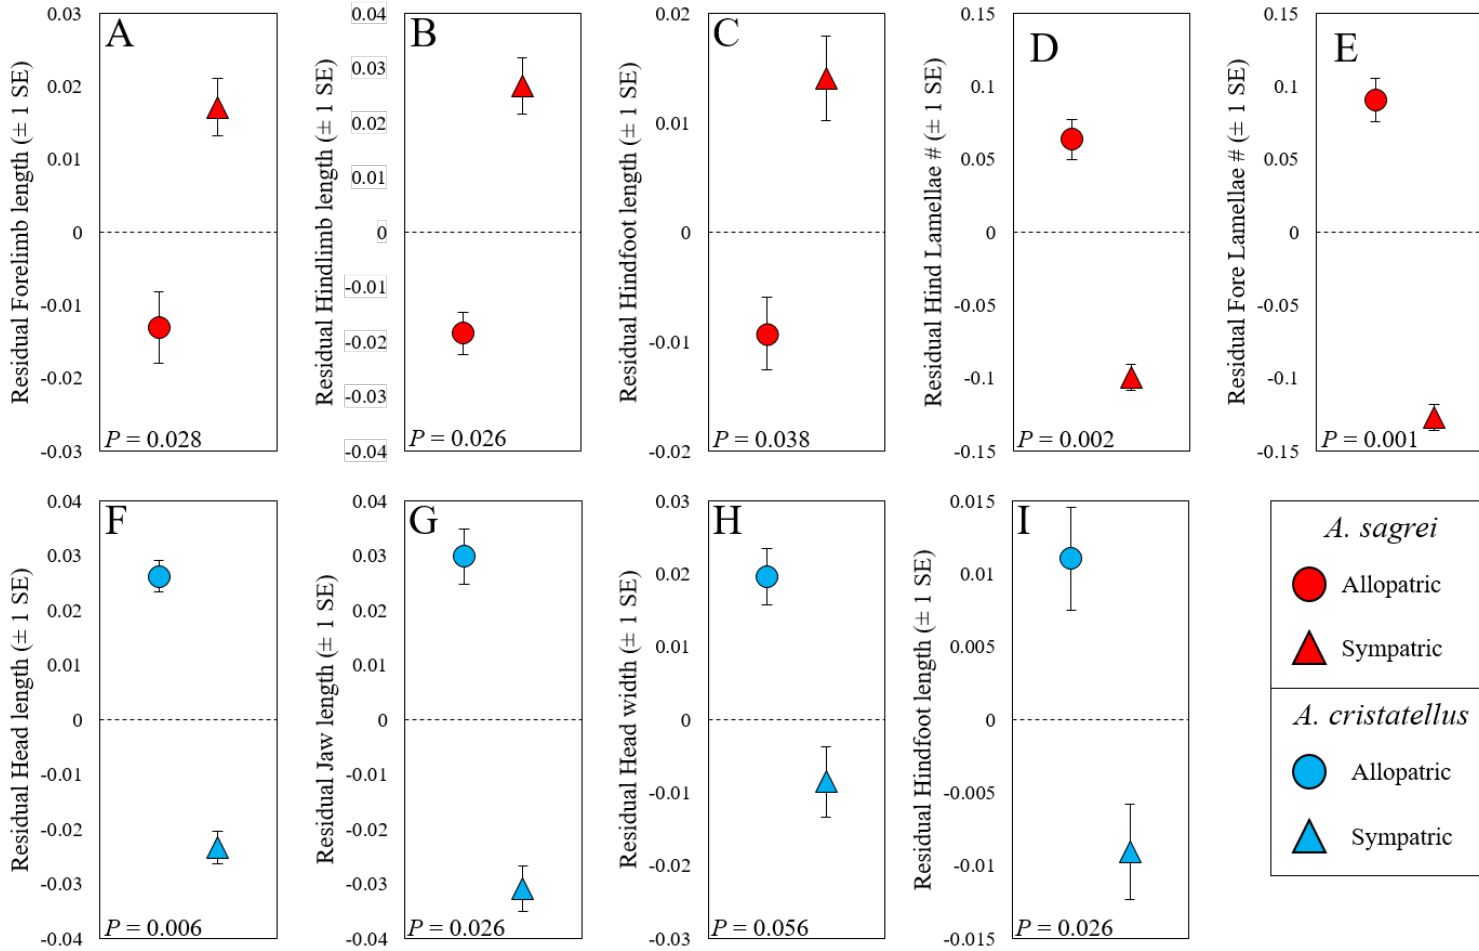 A
Residual Forelimb length (± 1 SE)
0.03
0.02
0.01
0
-0.01
-0.02
-0.03
P = 0.028
B
Residual Hindlimb length (± 1 SE)
0.04
0.03
0.02
0.01
0
-0.01
-0.02
-0.03
-0.04
P = 0.026
C
Residual Hindfoot length (± 1 SE)
0.02
0.01
0
-0.01
-0.02
P = 0.038
D
Residual Hind Lamellae # (± 1 SE)
0.15
0.1
0.05
0
-0.05
-0.1
-0.15
P = 0.002
E
Residual Fore Lamellae # (± 1 SE)
0.15
0.1
0.05
0
-0.05
-0.1
-0.15
P = 0.001
F
Residual Head length (± 1 SE)
0.04
0.03
0.02
0.01
0
-0.01
-0.02
-0.03
-0.04
P = 0.006
G
Residual Jaw length (± 1 SE)
0.04
0.03
0.02
0.01
0
-0.01
-0.02
-0.03
-0.04
P = 0.026
H
Residual Head width (± 1 SE)
0.03
0.02
0.01
0
-0.01
-0.02
-0.03
P = 0.056
I
Residual Hindfoot length (± 1 SE)
0.015
0.01
0.005
0
-0.005
-0.01
-0.015
P = 0.026
A. sagrei
Allopatric
Sympatric
A. cristatellus
Allopatric
Sympatric